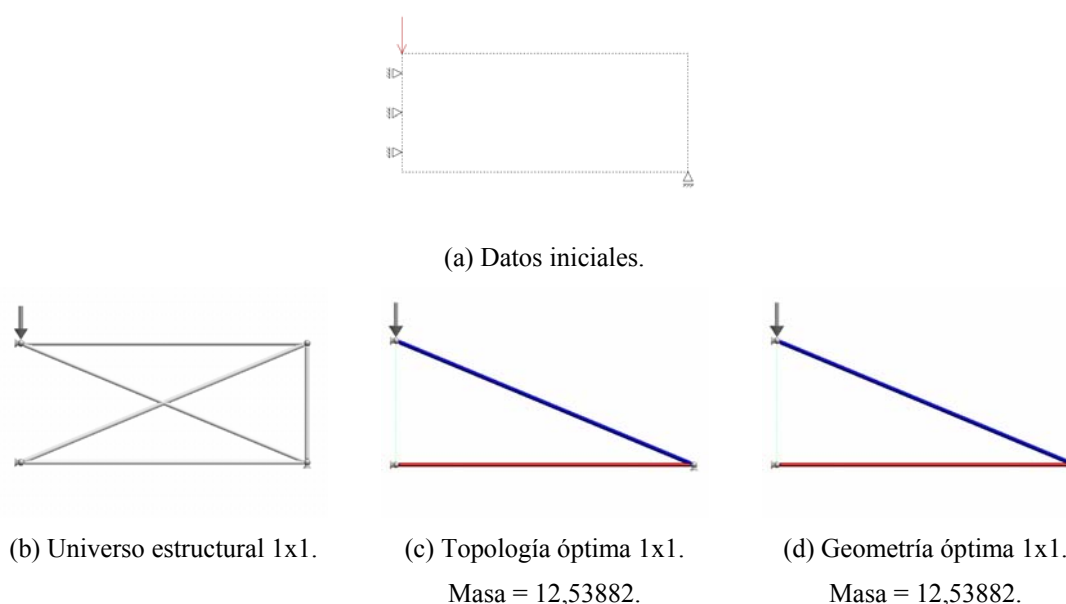 (a) Datos iniciales.
(b) Universo estructural 1x1.
(c) Topología óptima 1x1.
Masa = 12,53882.
(d) Geometría óptima 1x1.
Masa = 12,53882.